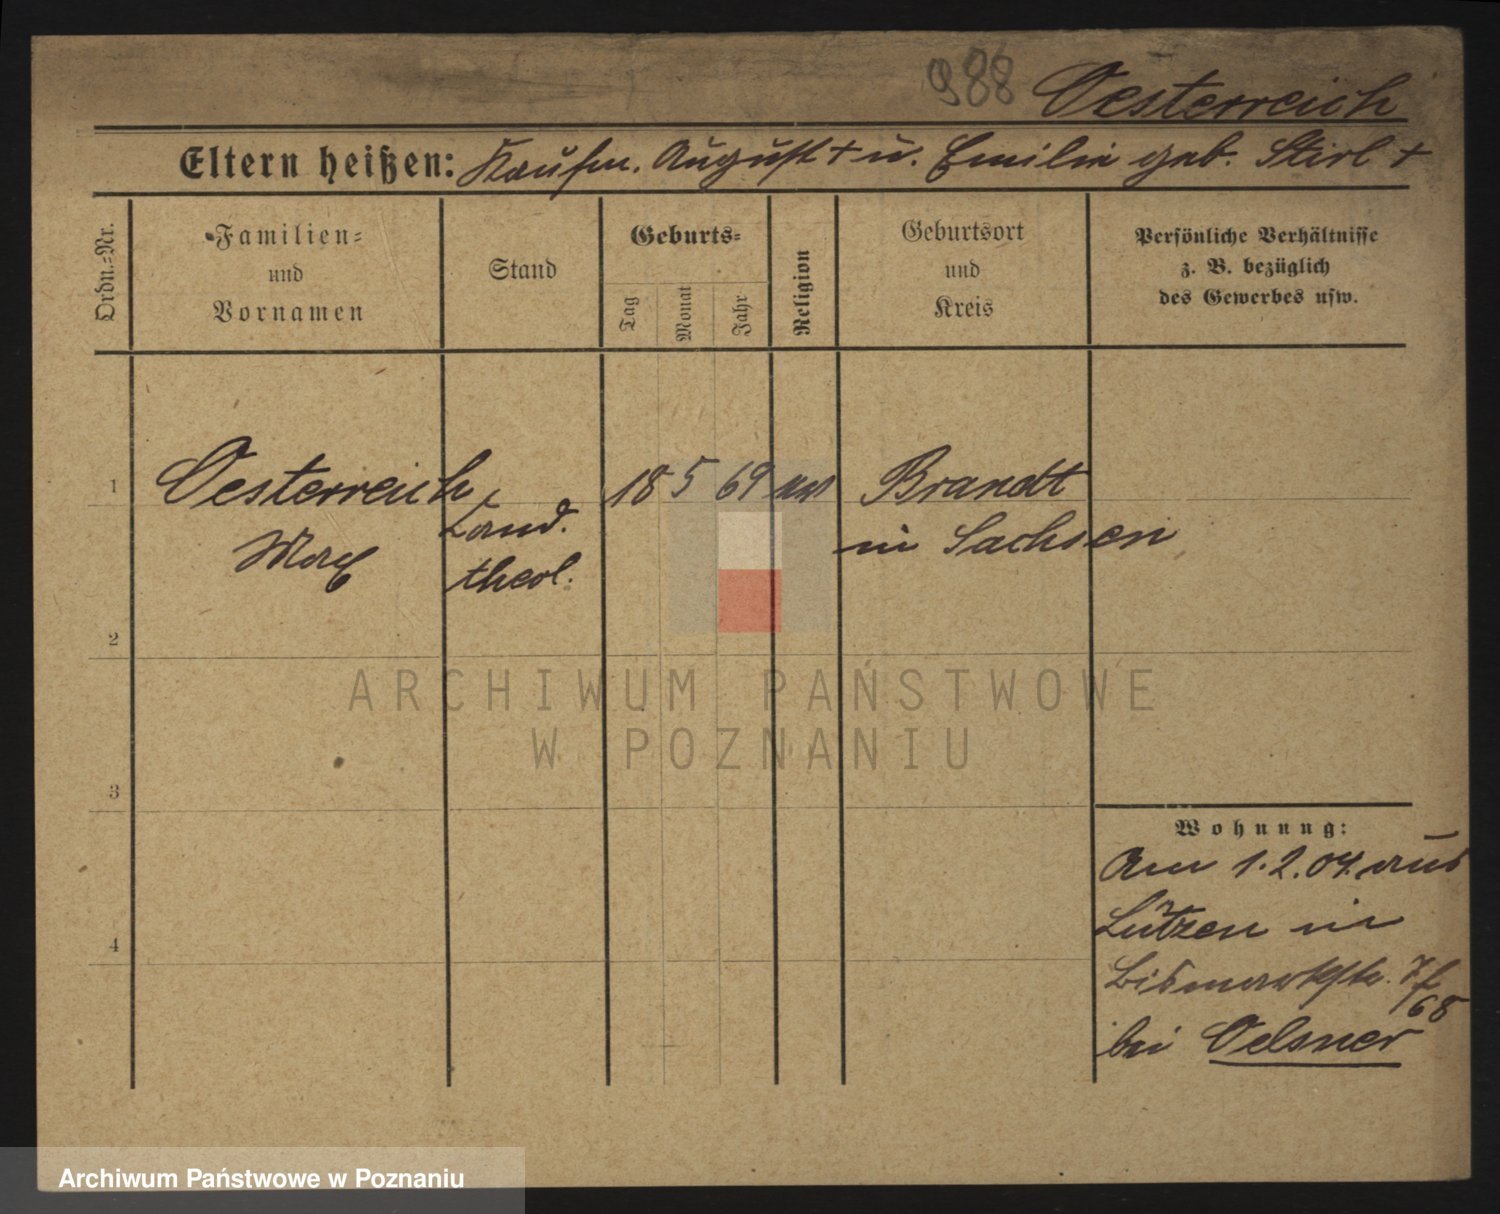 988 Oesterreich
Eltern heißen: Kaufm. August + u. Emilie geb. Stirl +
Ordn.-Nr.
Familien-
und
Vornamen
Stand
Geburts-
Tag
Monat
Jahr
Religion
Geburtsort
und
Kreis
Persönliche Verhältnisse
z. B. bezüglich
des Gewerbes usw.
1 Oesterreich 18 5 69 Brandt
Max
Cand.
theol.
in Sachsen
2
3
4
Wohnung:
Am 1.2.04. aus
Lützen in
Bismarckstr. 7
68
bei Oelsner
ARCHIWUM PAŃSTWOWE
W POZNANIU
Archiwum Państwowe w Poznaniu